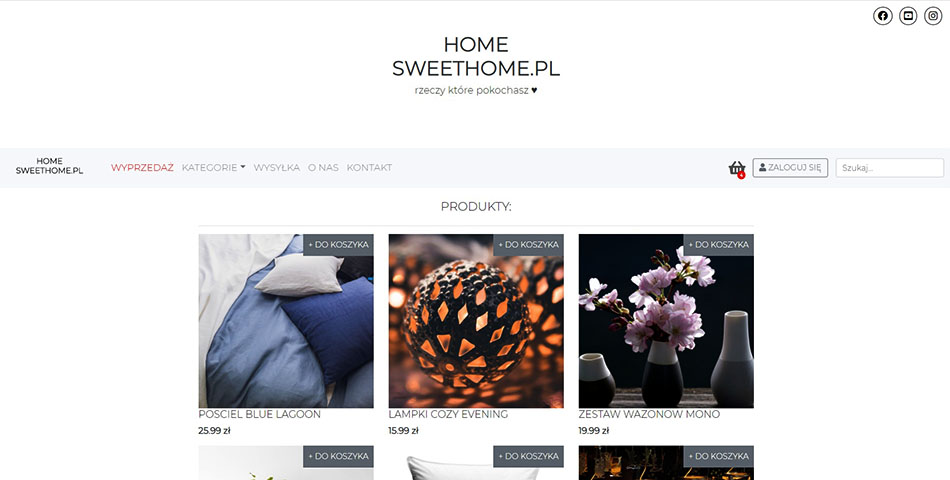 HOME
SWEETHOME.PL
rzeczy które pokochasz ♥
HOME
SWEETHOME.PL
WYPRZEDAŻ KATEGORIE WYSYŁKA O NAS KONTAKT
ZALOGUJ SIĘ
Szukaj...
PRODUKTY:
+ DO KOSZYKA + DO KOSZYKA + DO KOSZYKA
POSCIEL BLUE LAGOON LAMPKI COZY EVENING ZESTAW WAZONOW MONO
25.99 zł 15.99 zł 19.99 zł
+ DO KOSZYKA + DO KOSZYKA + DO KOSZYKA